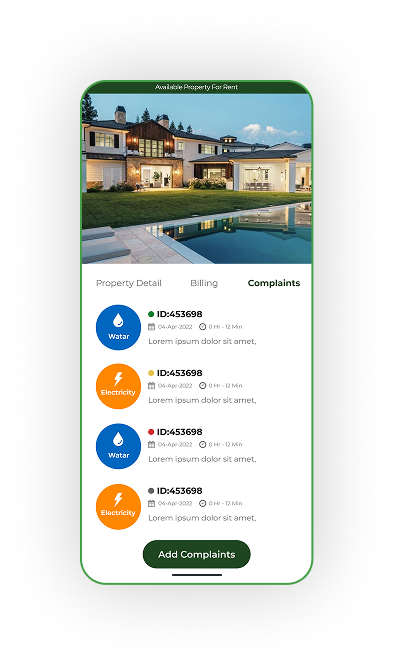 Available Property For Rent
Property Detail Billing Complaints
ID:453698
04-Apr-2022 0 Hr - 12 Min
Watar
Lorem ipsum dolor sit amet,
ID:453698
04-Apr-2022 0 Hr - 12 Min
Electricity
Lorem ipsum dolor sit amet,
ID:453698
04-Apr-2022 0 Hr - 12 Min
Watar
Lorem ipsum dolor sit amet,
ID:453698
04-Apr-2022 0 Hr - 12 Min
Electricity
Lorem ipsum dolor sit amet,
Add Complaints